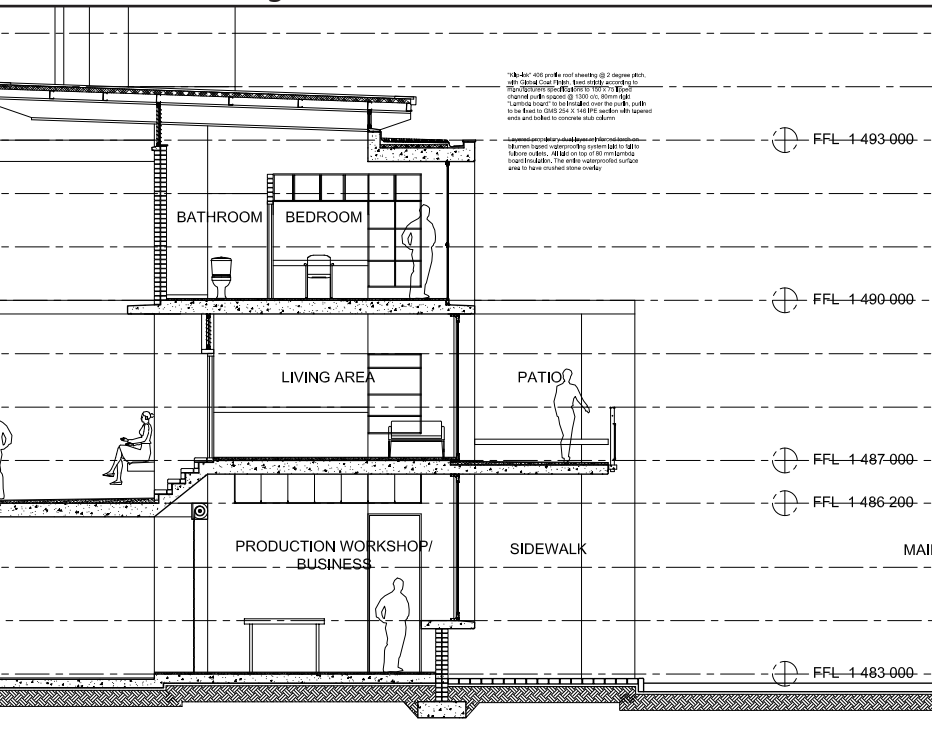 "Klip-lok" 406 profile roof sheeting @ 2 degree pitch,
with Global Coat Finish, fixed strictly according to
manufacturers specifications to 150 x 75 lipped
channel purlin spaced @ 1300 c/c, 80mm rigid
"Lambda board" to be installed over the purlin, purlin
to be fixed to GMS 254 X 146 IPE section with tapered
ends and bolted to concrete stub column
Layered proprietary dual layer reinforced torch on
bitumen based waterproofing system laid to fall to
fulbore outlets. All laid on top of 80 mm lambda
board insulation. The entire waterproofed surface
area to have crushed stone overlay
FFL 1 493 000
BATHROOM
BEDROOM
FFL 1 490 000
LIVING AREA
PATIO
FFL 1 487 000
FFL 1 486 200
PRODUCTION WORKSHOP/
BUSINESS
SIDEWALK
MAI
FFL 1 483 000